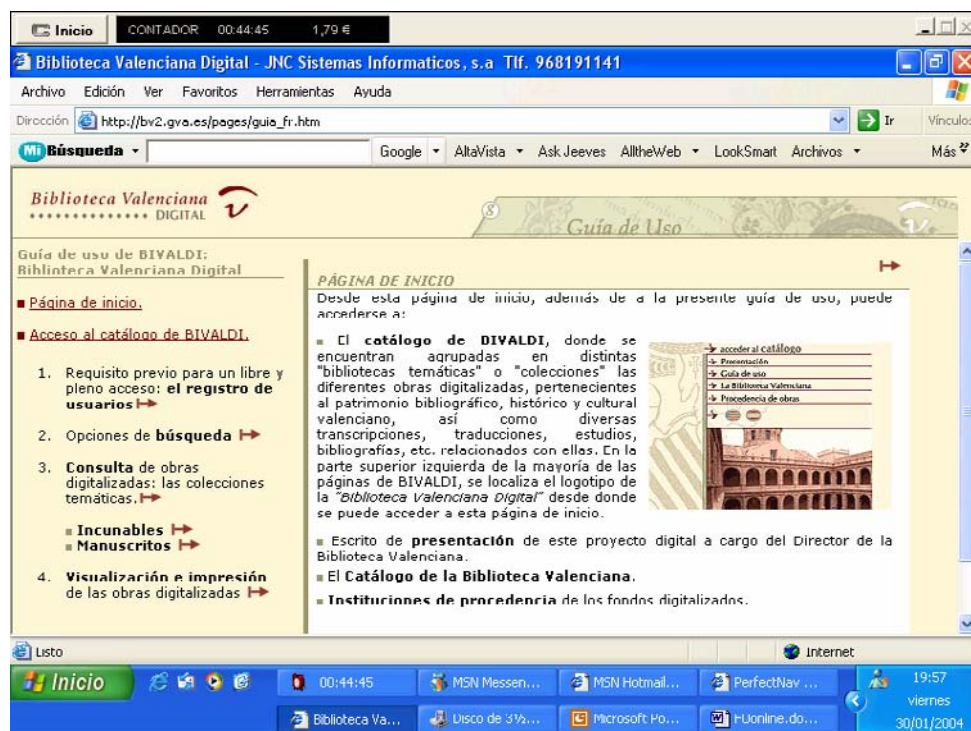 Inicio CONTADOR 00:44:45 1,79 €
Biblioteca Valenciana Digital - JNC Sistemas Informaticos, s.a Tlf. 968191141
Archivo Edición Ver Favoritos Herramientas Ayuda
Dirección http://bv2.gva.es/pages/guia_fr.htm Ir Vínculos
Mi Búsqueda Google AltaVista Ask Jeeves AlltheWeb LookSmart Archivos Más
Biblioteca Valenciana
DIGITAL
Guía de Uso
Guía de uso de BIVALDI:
Biblioteca Valenciana Digital
Página de inicio.
Acceso al catálogo de BIVALDI.
1. Requisito previo para un libre y
pleno acceso: el registro de
usuarios
2. Opciones de búsqueda
3. Consulta de obras
digitalizadas: las colecciones
temáticas.
Incunables
Manuscritos
4. Visualización e impresión
de las obras digitalizadas
PÁGINA DE INICIO
Desde esta página de inicio, además de a la presente guía de uso, puede
accederse a:
El catálogo de BIVALDI, donde se
encuentran agrupadas en distintas
"bibliotecas temáticas" o "colecciones" las
diferentes obras digitalizadas, pertenecientes
al patrimonio bibliográfico, histórico y cultural
valenciano, así como diversas
transcripciones, traducciones, estudios,
bibliografías, etc. relacionados con ellas. En la
parte superior izquierda de la mayoría de las
páginas de BIVALDI, se localiza el logotipo de
la "Biblioteca Valenciana Digital" desde donde
se puede acceder a esta página de inicio.
acceder al catálogo
Presentación
Guía de uso
La Biblioteca Valenciana
Procedencia de obras
Escrito de presentación de este proyecto digital a cargo del Director de la
Biblioteca Valenciana.
El Catálogo de la Biblioteca Valenciana.
Instituciones de procedencia de los fondos digitalizados.
Listo Internet
Inicio 00:44:45 MSN Messen... MSN Hotmail... PerfectNav ... 19:57
viernes
Biblioteca Va... Disco de 3½... Microsoft Po... FUonline.do... 30/01/2004